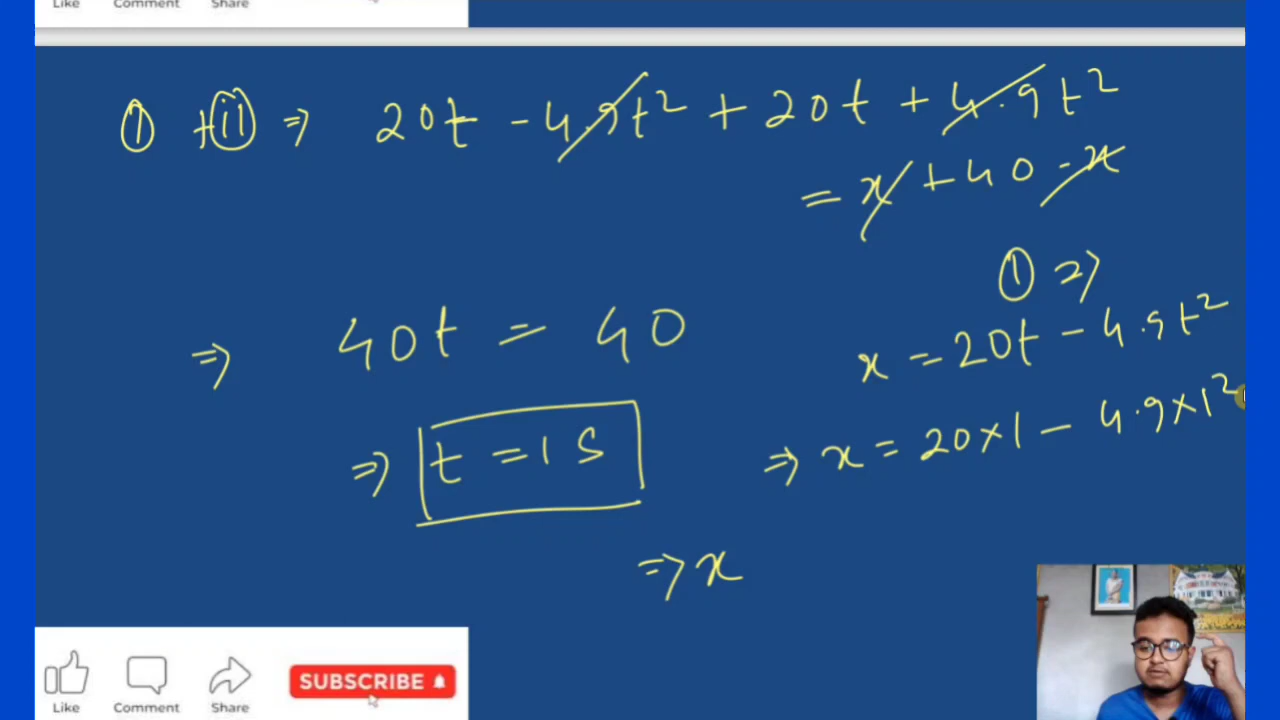 Like Comment Share
① + ⓘⓘ ⇒ 20t - 4.9t² + 20t + 4.9t²
= x + 40 - x
⇒ 40t = 40
⇒ t = 1 S
① ⇒
x = 20t - 4.9t²
⇒ x = 20×1 - 4.9×1²
⇒ x
Like Comment Share
SUBSCRIBE